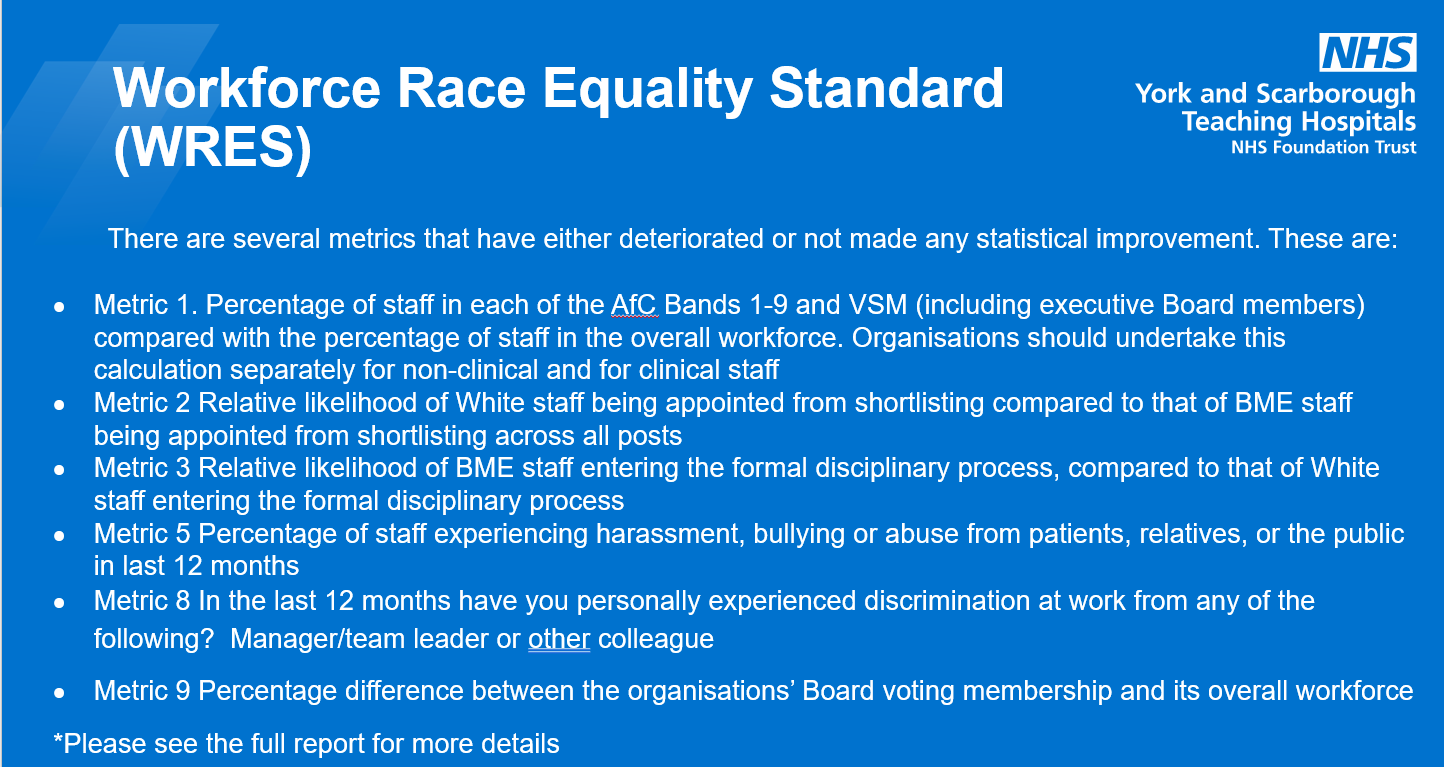 Workforce Race Equality Standard
(WRES)
NHS
York and Scarborough
Teaching Hospitals
NHS Foundation Trust
There are several metrics that have either deteriorated or not made any statistical improvement. These are:
• Metric 1. Percentage of staff in each of the AfC Bands 1-9 and VSM (including executive Board members)
compared with the percentage of staff in the overall workforce. Organisations should undertake this
calculation separately for non-clinical and for clinical staff
• Metric 2 Relative likelihood of White staff being appointed from shortlisting compared to that of BME staff
being appointed from shortlisting across all posts
• Metric 3 Relative likelihood of BME staff entering the formal disciplinary process, compared to that of White
staff entering the formal disciplinary process
• Metric 5 Percentage of staff experiencing harassment, bullying or abuse from patients, relatives, or the public
in last 12 months
• Metric 8 In the last 12 months have you personally experienced discrimination at work from any of the
following?  Manager/team leader or other colleague
• Metric 9 Percentage difference between the organisations’ Board voting membership and its overall workforce
*Please see the full report for more details